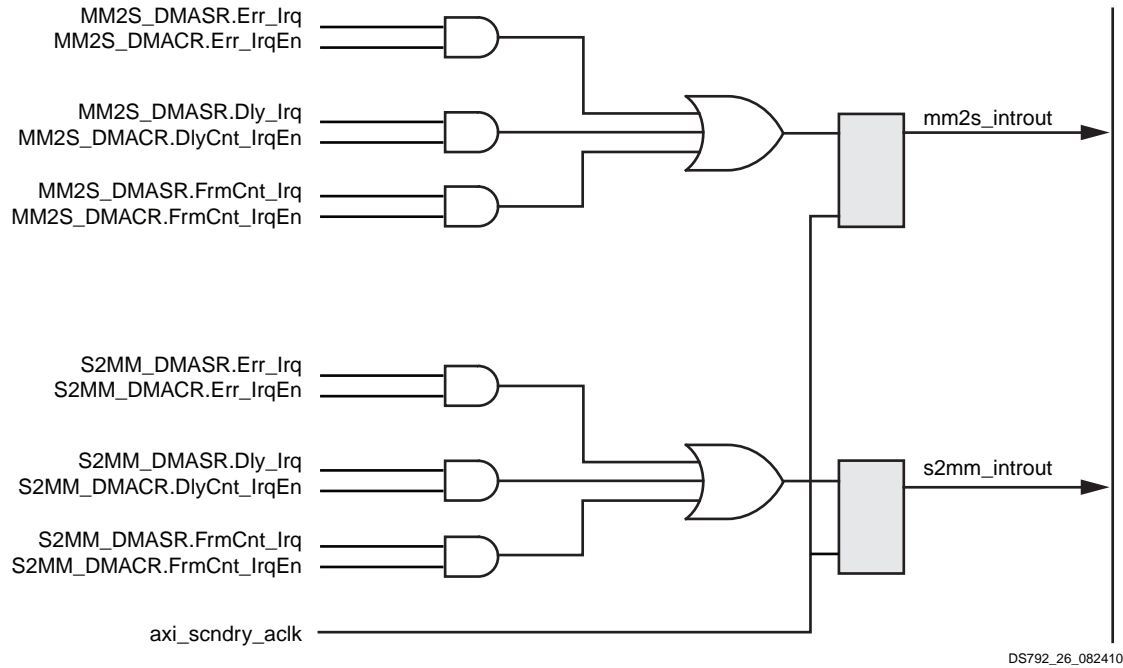 MM2S_DMASR.Err_Irq
MM2S_DMACR.Err_IrqEn
MM2S_DMASR.Dly_Irq
MM2S_DMACR.DlyCnt_IrqEn
mm2s_introut
MM2S_DMASR.FrmCnt_Irq
MM2S_DMACR.FrmCnt_IrqEn
S2MM_DMASR.Err_Irq
S2MM_DMACR.Err_IrqEn
S2MM_DMASR.Dly_Irq
S2MM_DMACR.DlyCnt_IrqEn
s2mm_introut
S2MM_DMASR.FrmCnt_Irq
S2MM_DMACR.FrmCnt_IrqEn
axi_scndry_aclk
DS792_26_082410